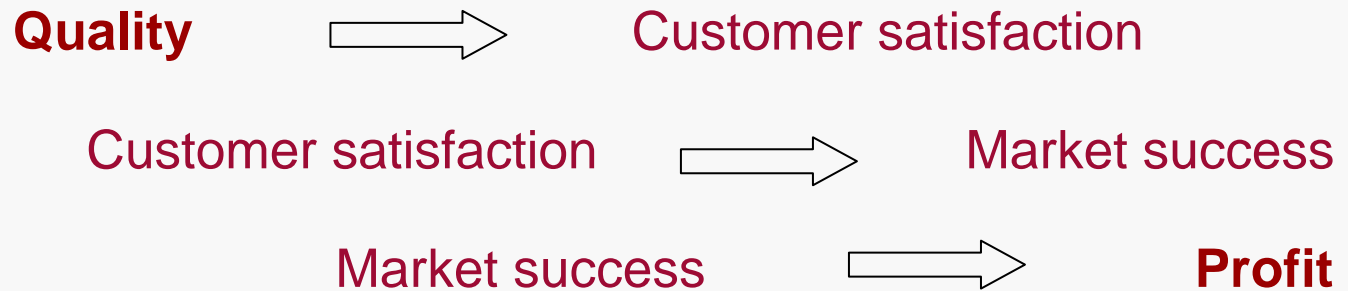 Quality Customer satisfaction
Customer satisfaction Market success
Market success Profit